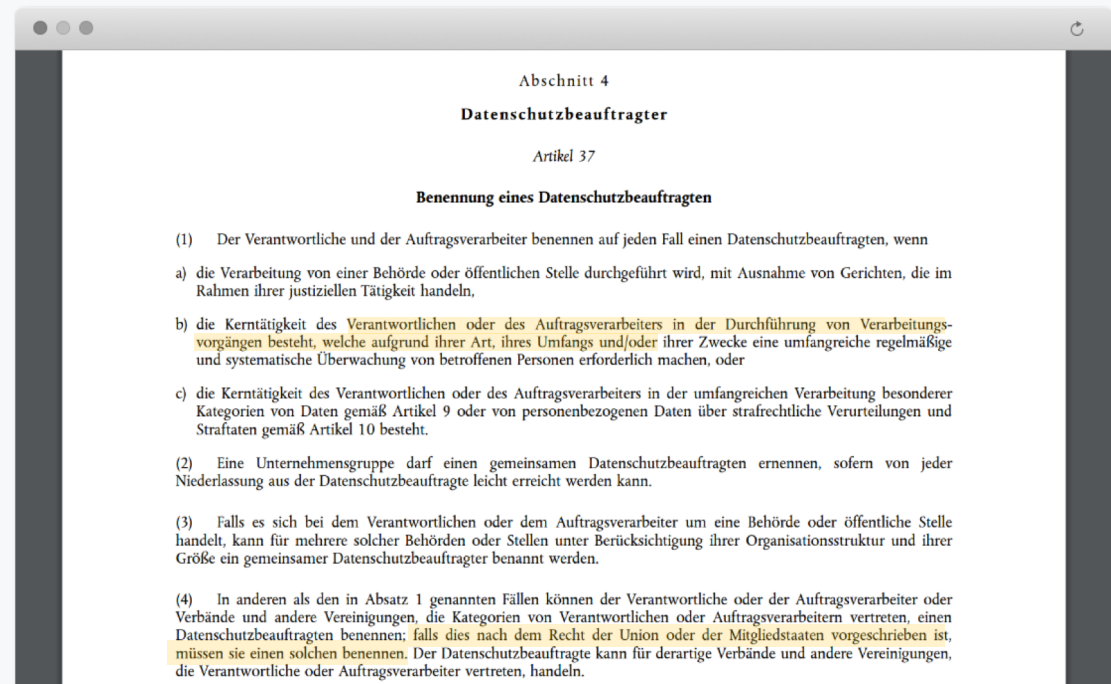 Abschnitt 4
Datenschutzbeauftragter
Artikel 37
Benennung eines Datenschutzbeauftragten
(1) Der Verantwortliche und der Auftragsverarbeiter benennen auf jeden Fall einen Datenschutzbeauftragten, wenn
a) die Verarbeitung von einer Behörde oder öffentlichen Stelle durchgeführt wird, mit Ausnahme von Gerichten, die im
Rahmen ihrer justiziellen Tätigkeit handeln,
b) die Kerntätigkeit des Verantwortlichen oder des Auftragsverarbeiters in der Durchführung von Verarbeitungs-
vorgängen besteht, welche aufgrund ihrer Art, ihres Umfangs und/oder ihrer Zwecke eine umfangreiche regelmäßige
und systematische Überwachung von betroffenen Personen erforderlich machen, oder
c) die Kerntätigkeit des Verantwortlichen oder des Auftragsverarbeiters in der umfangreichen Verarbeitung besonderer
Kategorien von Daten gemäß Artikel 9 oder von personenbezogenen Daten über strafrechtliche Verurteilungen und
Straftaten gemäß Artikel 10 besteht.
(2) Eine Unternehmensgruppe darf einen gemeinsamen Datenschutzbeauftragten ernennen, sofern von jeder
Niederlassung aus der Datenschutzbeauftragte leicht erreicht werden kann.
(3) Falls es sich bei dem Verantwortlichen oder dem Auftragsverarbeiter um eine Behörde oder öffentliche Stelle
handelt, kann für mehrere solcher Behörden oder Stellen unter Berücksichtigung ihrer Organisationsstruktur und ihrer
Größe ein gemeinsamer Datenschutzbeauftragter benannt werden.
(4) In anderen als den in Absatz 1 genannten Fällen können der Verantwortliche oder der Auftragsverarbeiter oder
Verbände und andere Vereinigungen, die Kategorien von Verantwortlichen oder Auftragsverarbeitern vertreten, einen
Datenschutzbeauftragten benennen; falls dies nach dem Recht der Union oder der Mitgliedstaaten vorgeschrieben ist,
müssen sie einen solchen benennen. Der Datenschutzbeauftragte kann für derartige Verbände und andere Vereinigungen,
die Verantwortliche oder Auftragsverarbeiter vertreten, handeln.